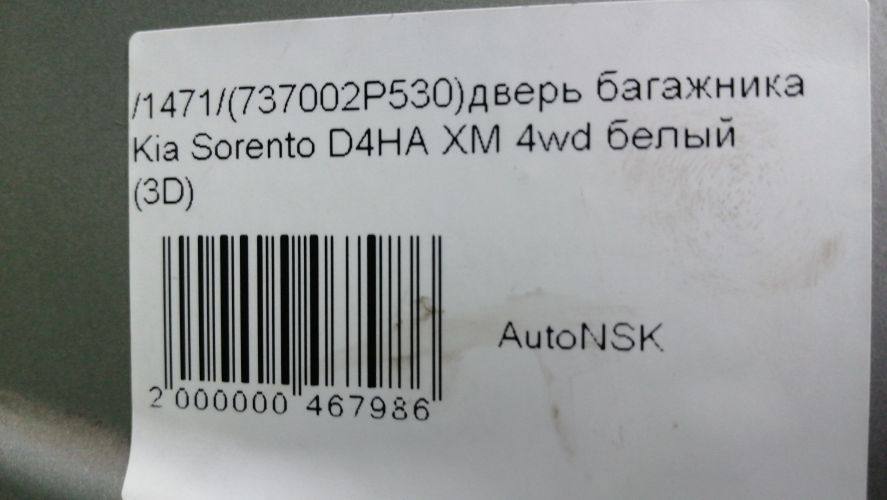 /1471/(737002P530)дверь багажника
Kia Sorento D4HA XM 4wd белый
(3D)
AutoNSK
2 000000 467986